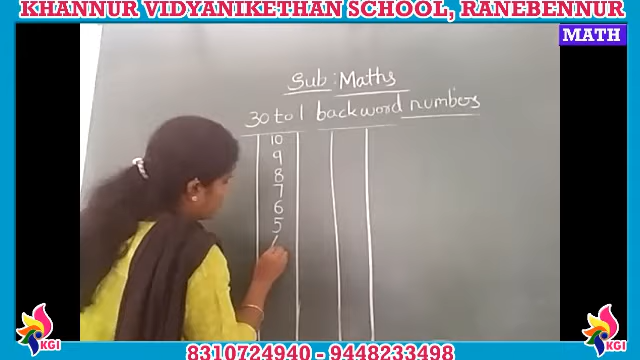 KHANNUR VIDYANIKETHAN SCHOOL, RANEBENNUR
MATH
Sub : Maths
30 to 1 backword numbers
10
9
8
7
6
5
KGI
KGI
8310724940 - 9448233498